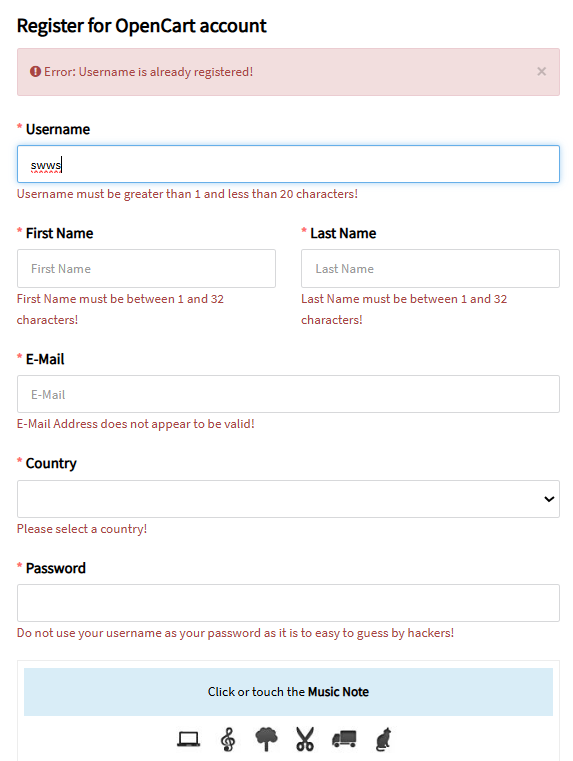 Register for OpenCart account
Error: Username is already registered! ×
* Username
swws
Username must be greater than 1 and less than 20 characters!
* First Name * Last Name
First Name Last Name
First Name must be between 1 and 32 Last Name must be between 1 and 32
characters! characters!
* E-Mail
E-Mail
E-Mail Address does not appear to be valid!
* Country
Please select a country!
* Password
Do not use your username as your password as it is to easy to guess by hackers!
Click or touch the Music Note